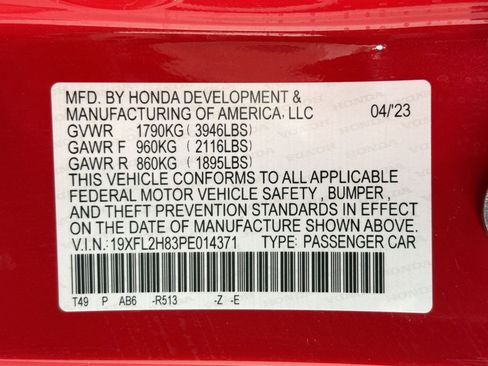 MFD. BY HONDA DEVELOPMENT &
MANUFACTURING OF AMERICA, LLC 04/'23
GVWR 1790KG (3946LBS)
GAWR F 960KG (2116LBS)
GAWR R 860KG (1895LBS)
THIS VEHICLE CONFORMS TO ALL APPLICABLE
FEDERAL MOTOR VEHICLE SAFETY , BUMPER ,
AND THEFT PREVENTION STANDARDS IN EFFECT
ON THE DATE OF MANUFACTURE SHOWN ABOVE.
V.I.N.: 19XFL2H83PE014371 TYPE: PASSENGER CAR
T49 P AB6 -R513 -Z -E